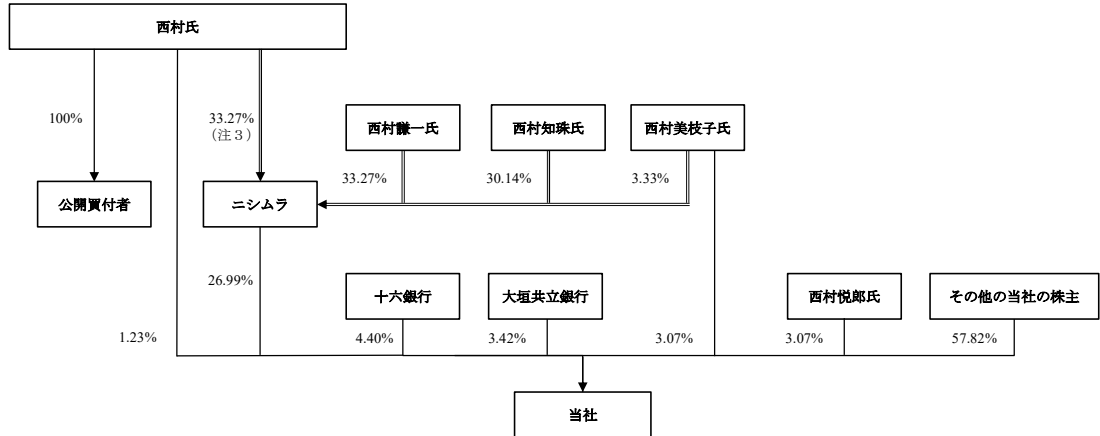 西村氏
100%
33.27%
（注３）
西村謙一氏
西村知珠氏
西村美枝子氏
33.27%
30.14%
3.33%
公開買付者
ニシムラ
26.99%
十六銀行
大垣共立銀行
西村悦郎氏
その他の当社の株主
1.23%
4.40%
3.42%
3.07%
3.07%
57.82%
当社